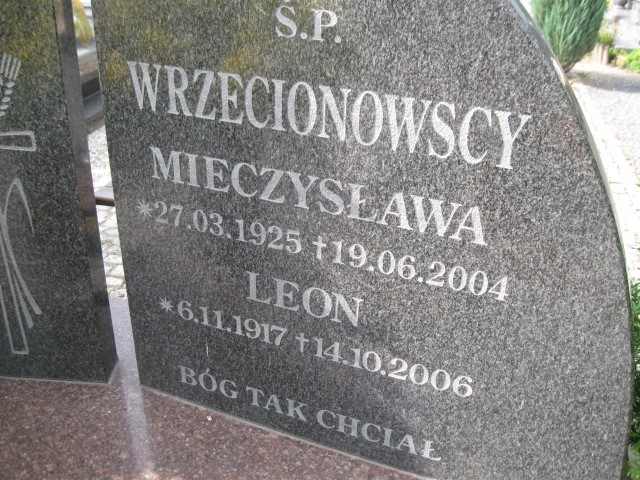 S.P.
WRZECIONOWSCY
MIECZYSŁAWA
*27.03.1925 †19.06.2004
LEON
*6.11.1917 †14.10.2006
BÓG TAK CHCIAŁ